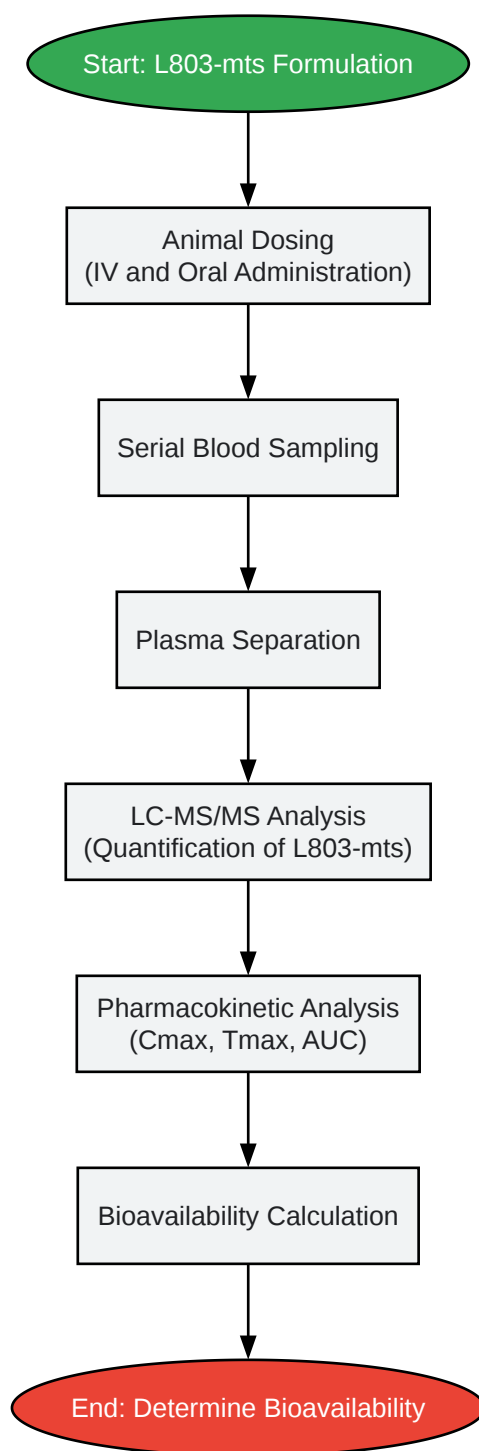 Start: L803-mts Formulation
Animal Dosing
(IV and Oral Administration)
Serial Blood Sampling
Plasma Separation
LC-MS/MS Analysis
(Quantification of L803-mts)
Pharmacokinetic Analysis
(Cmax, Tmax, AUC)
Bioavailability Calculation
End: Determine Bioavailability